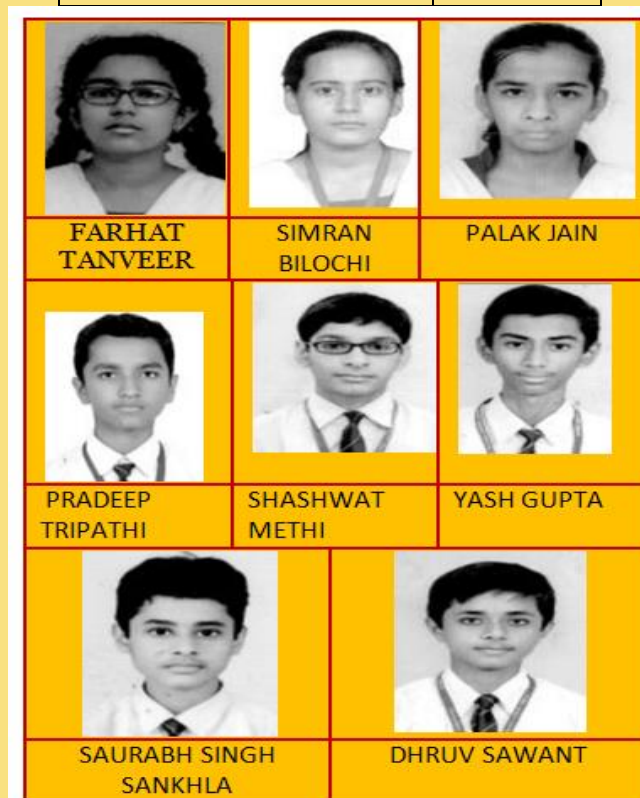 FARHAT
TANVEER
SIMRAN
BILOCHI
PALAK JAIN
PRADEEP
TRIPATHI
SHASHWAT
METHI
YASH GUPTA
SAURABH SINGH
SANKHLA
DHRUV SAWANT